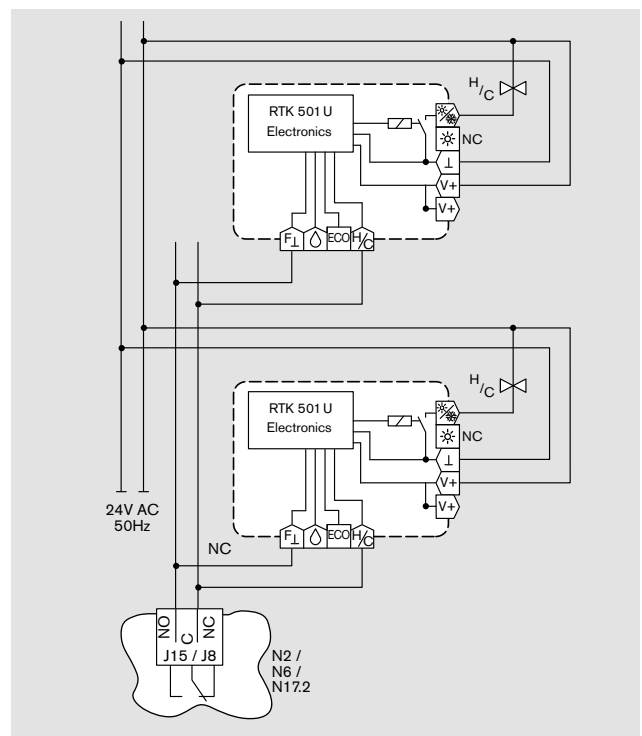 H/C
RTK 501 U
Electronics
NC
⊥
V+
V+
F⊥ ECO H/C
H/C
RTK 501 U
Electronics
NC
⊥
V+
V+
24V AC
50Hz
F⊥ ECO H/C
NC
NO C NC
J15 / J8
N2 /
N6 /
N17.2